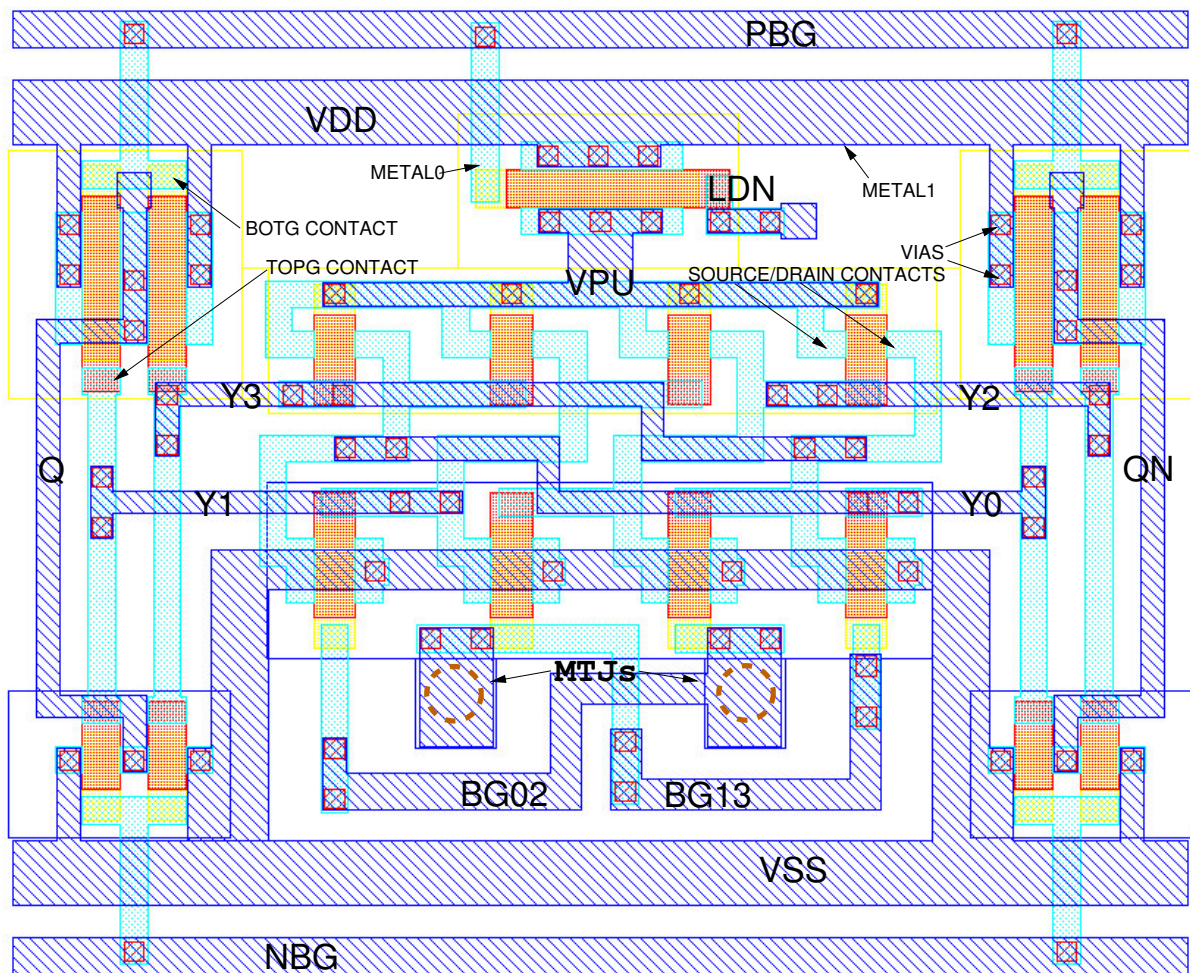 PBG
VDD
METAL0
LDN
METAL1
BOTG CONTACT
VIAS
TOPG CONTACT
VPU
SOURCE/DRAIN CONTACTS
Y3
Y2
Q
QN
Y1
Y0
MTJs
BG02
BG13
VSS
NBG